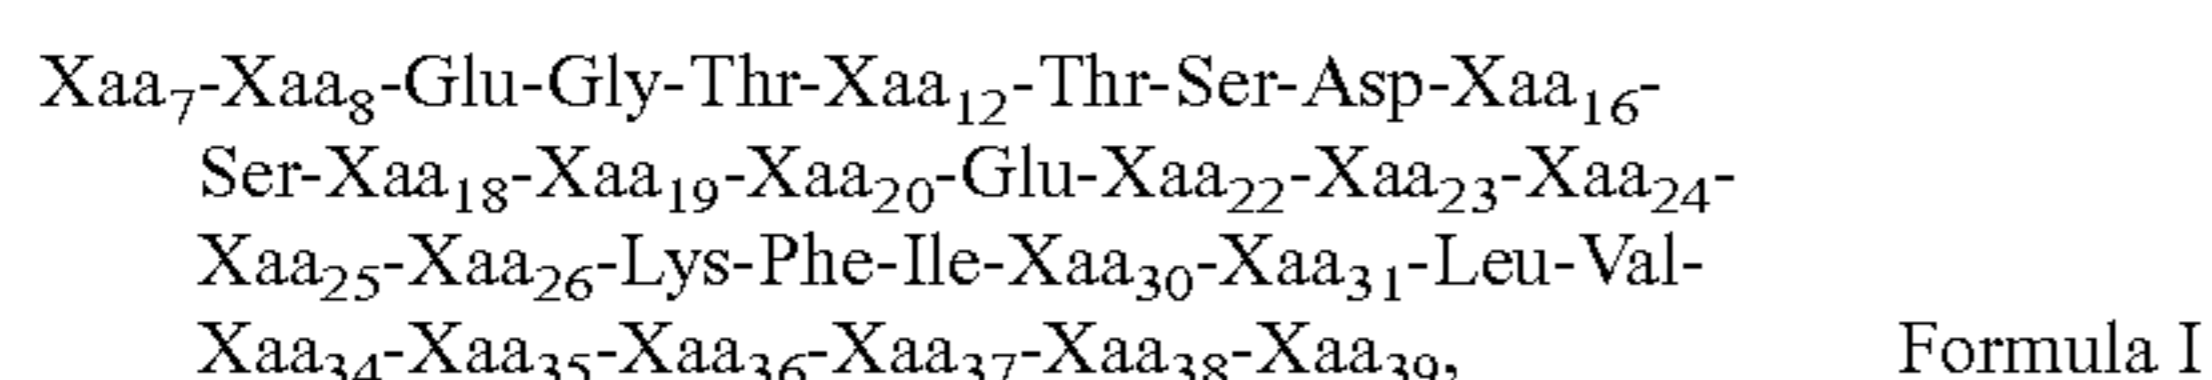 Xaa₇-Xaa₈-Glu-Gly-Thr-Xaa₁₂-Thr-Ser-Asp-Xaa₁₆-
Ser-Xaa₁₈-Xaa₁₉-Xaa₂₀-Glu-Xaa₂₂-Xaa₂₃-Xaa₂₄-
Xaa₂₅-Xaa₂₆-Lys-Phe-Ile-Xaa₃₀-Xaa₃₁-Leu-Val-
Xaa₃₄-Xaa₃₅-Xaa₃₆-Xaa₃₇-Xaa₃₈-Xaa₃₉, Formula I